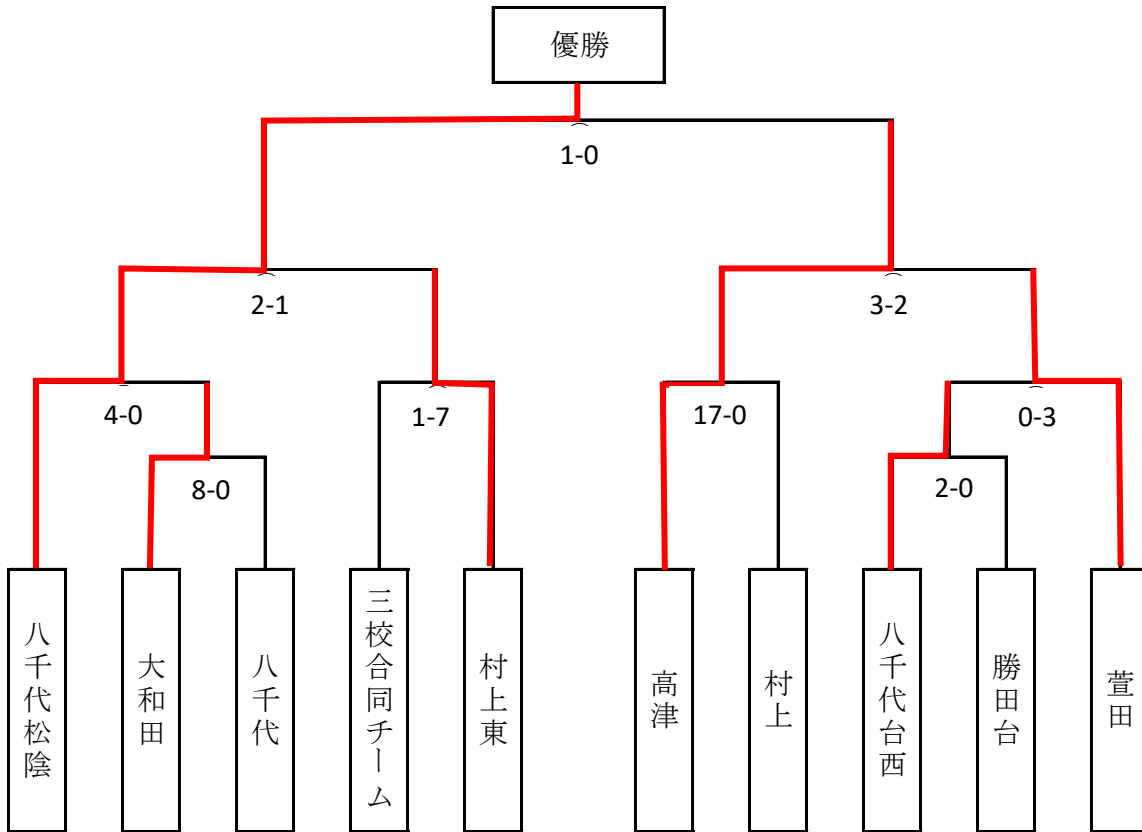 優勝
1-0
2-1
3-2
4-0
1-7
17-0
0-3
8-0
2-0
八千代松陰
大和田
八千代
三校合同チーム
村上東
高津
村上
八千代台西
勝田台
萱田